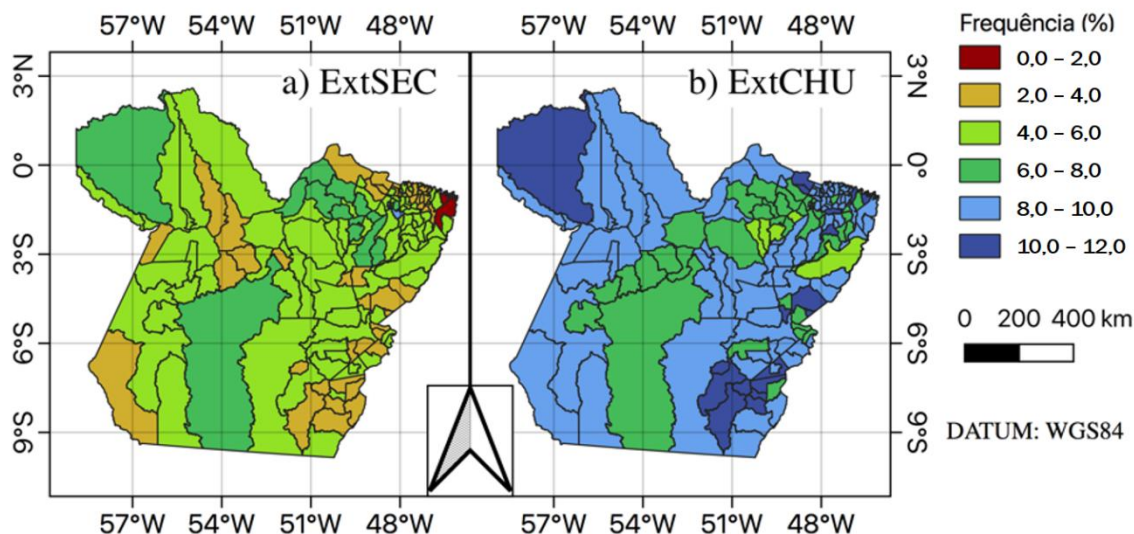 57°W 54°W 51°W 48°W 57°W 54°W 51°W 48°W
Frequência (%)
0,0 – 2,0
2,0 – 4,0
4,0 – 6,0
6,0 – 8,0
8,0 – 10,0
10,0 – 12,0
a) ExtSEC
b) ExtCHU
3°N
0°
3°S
6°S
9°S
3°N
0°
3°S
6°S
9°S
0 200 400 km
DATUM: WGS84
57°W 54°W 51°W 48°W 57°W 54°W 51°W 48°W